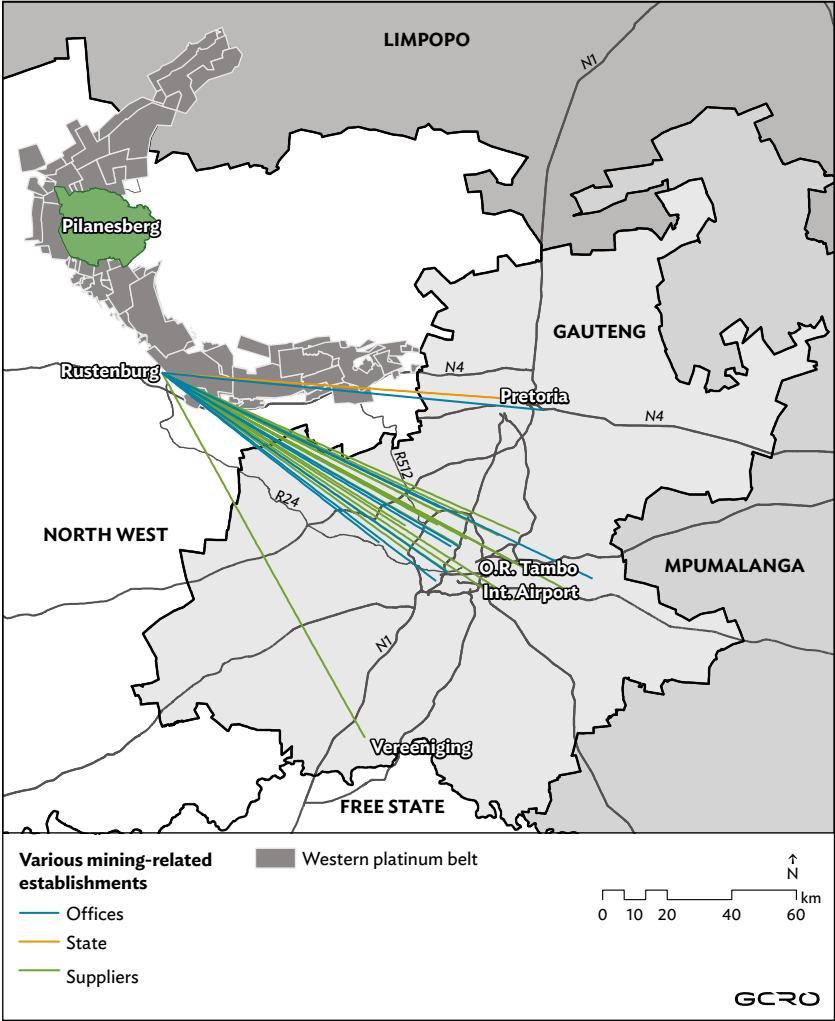 LIMPOPO
N1
Pilanesberg
GAUTENG
Rustenburg
N4
Pretoria
N4
R512
R24
NORTH WEST
O.R. Tambo
Int. Airport
MPUMALANGA
N1
Vereeniging
FREE STATE
Various mining-related
establishments
Offices
State
Suppliers
Western platinum belt
N
km
0 10 20 40 60
GCRO